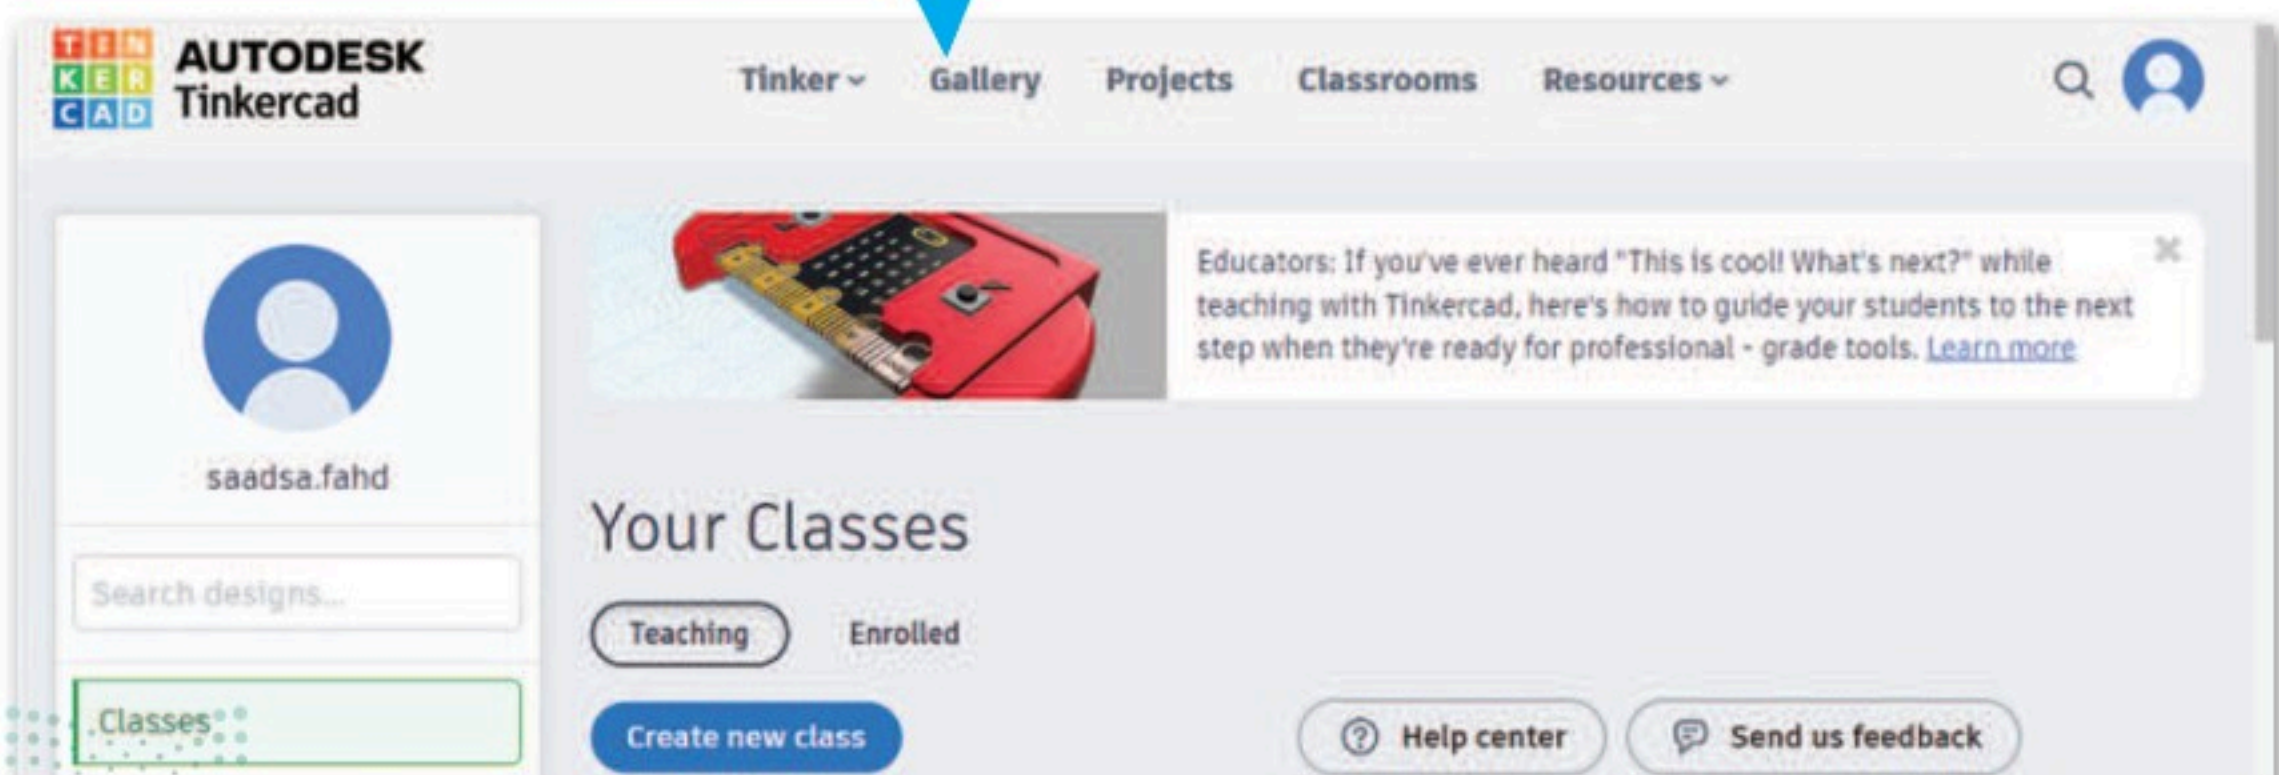 TIN
KER
CAD
AUTODESK
Tinkercad
Tinker
Gallery
Projects
Classrooms
Resources
saadsa.fahd
Search designs...
Classes
Educators: If you've ever heard "This is cool! What's next?" while
teaching with Tinkercad, here's how to guide your students to the next
step when they're ready for professional - grade tools. Learn more
Your Classes
Teaching
Enrolled
Create new class
Help center
Send us feedback